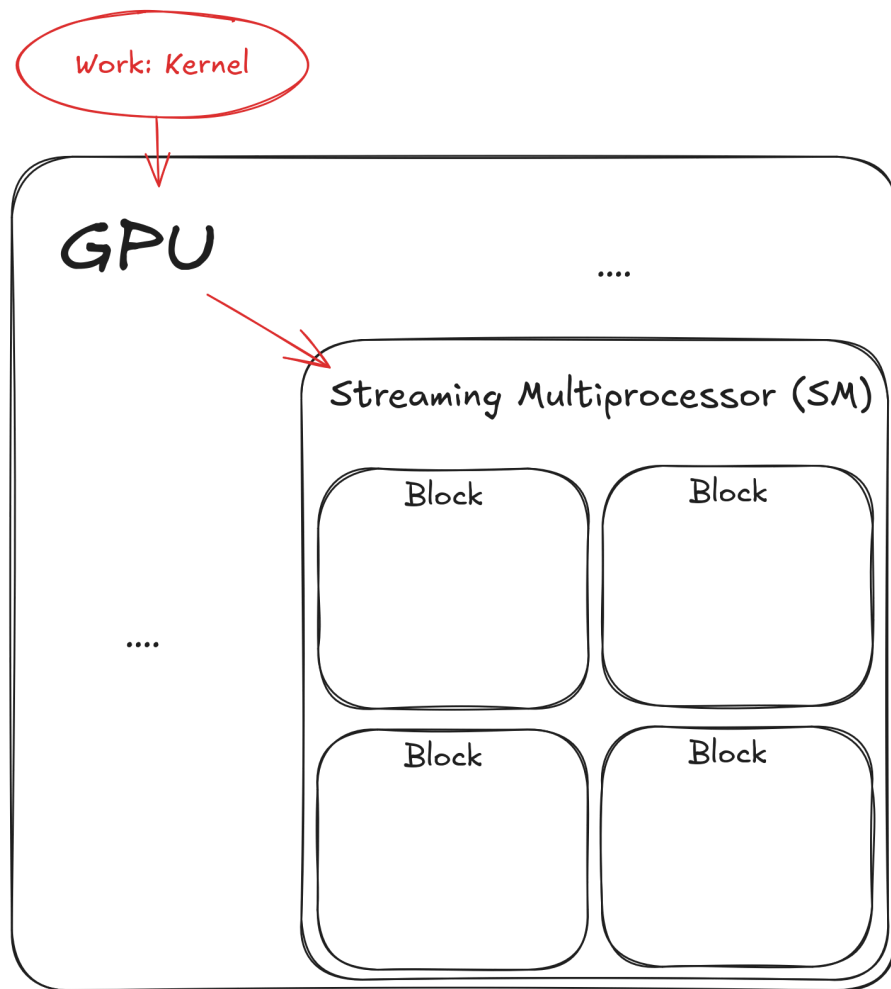 Work: Kernel
GPU
....
Streaming Multiprocessor (SM)
Block
Block
....
Block
Block